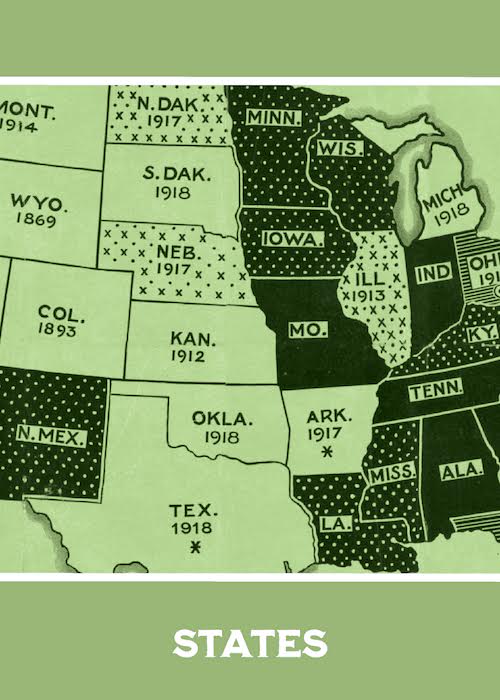 MONT.
1914
N.DAK.
1917
MINN.
WIS.
S.DAK.
1918
MICH
1918
WYO.
1869
NEB.
1917
IOWA.
ILL
1913
IND
COL.
1893
KAN.
1912
MO.
KY.
TENN.
N.MEX.
OKLA.
1918
ARK.
1917
*
MISS.
ALA.
TEX.
1918
*
LA.
STATES